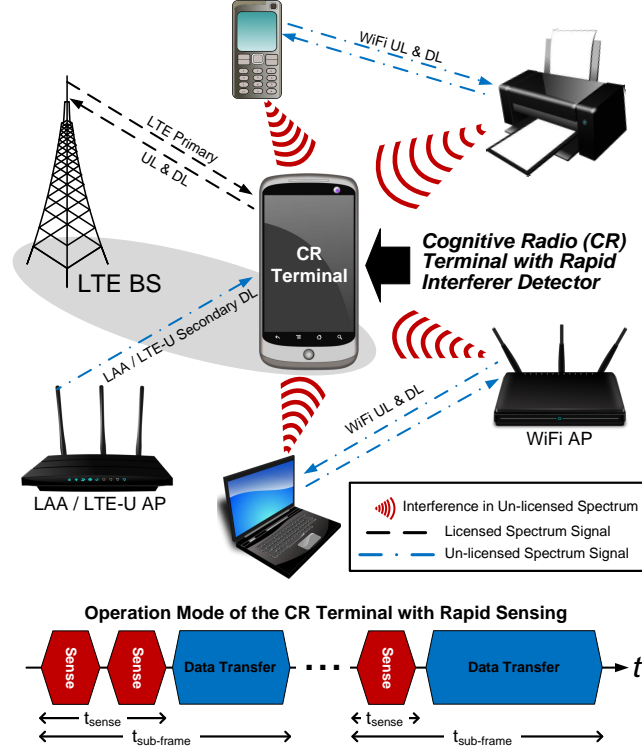 WiFi UL & DL
LTE Primary
UL & DL
CR
Terminal
Cognitive Radio (CR)
Terminal with Rapid
Interferer Detector
LTE BS
LAA / LTE-U Secondary DL
WiFi UL & DL
WiFi AP
LAA / LTE-U AP
Interference in Un-licensed Spectrum
Licensed Spectrum Signal
Un-licensed Spectrum Signal
Operation Mode of the CR Terminal with Rapid Sensing
Sense
Sense
Data Transfer
• • •
Sense
Data Transfer
t
tsense
tsense
tsub-frame
tsub-frame